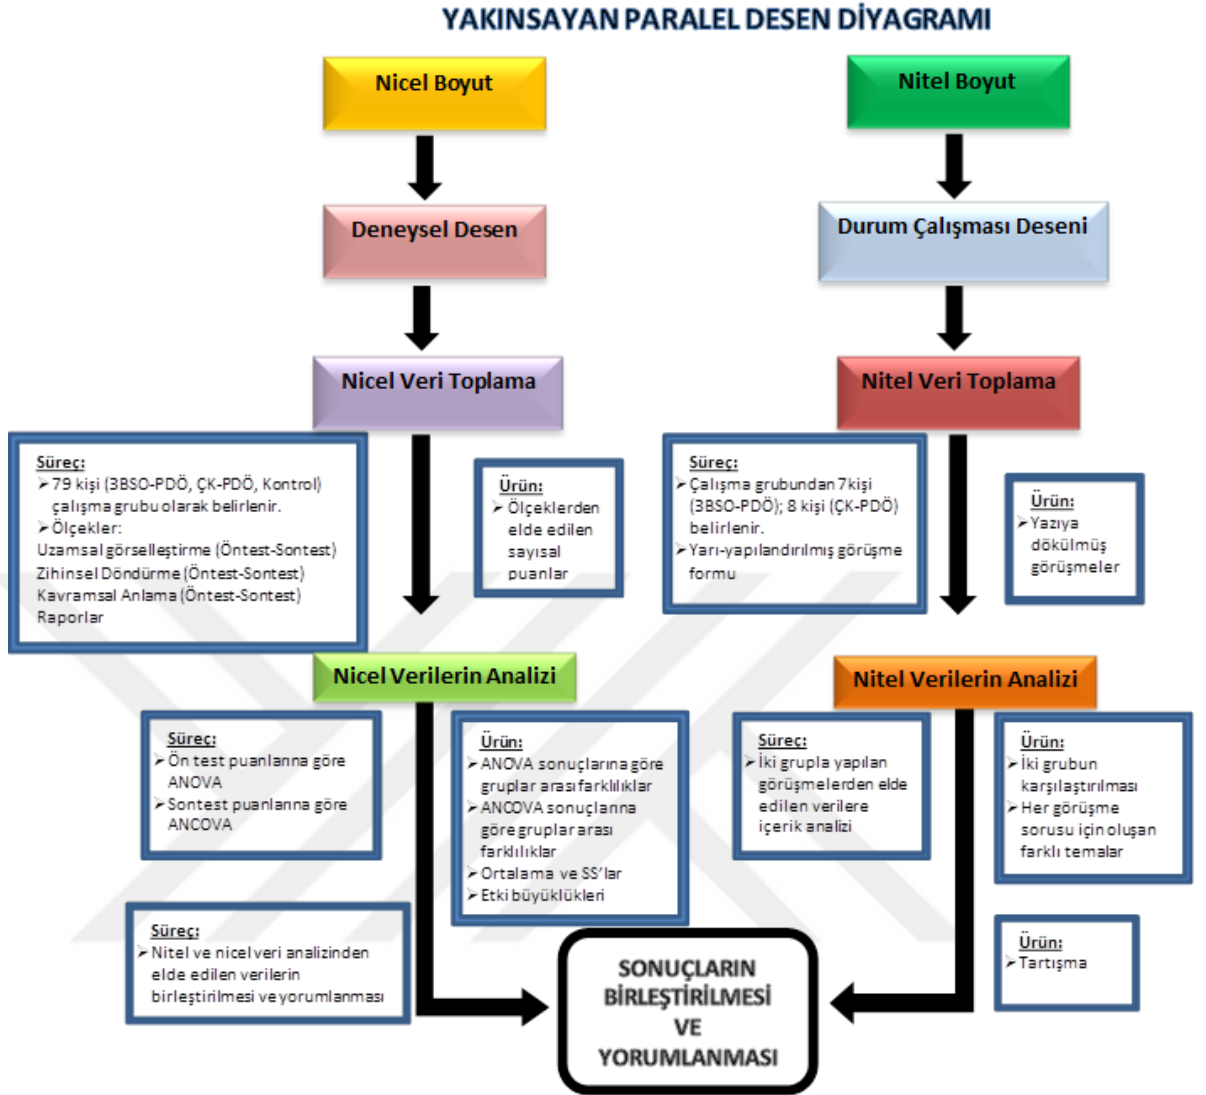 YAKINSAYAN PARALEL DESEN DİYAGRAMI
Nicel Boyut
Nitel Boyut
Deneysel Desen
Durum Çalışması Deseni
Nicel Veri Toplama
Nitel Veri Toplama
Süreç:
➢79 kişi (3BSO-PDÖ, ÇK-PDÖ, Kontrol)
çalışma grubu olarak belirlenir.
➢Ölçekler:
Uzamsal görselleştirme (Öntest-Sontest)
Zihinsel Döndürme (Öntest-Sontest)
Kavramsal Anlama (Öntest-Sontest)
Raporlar
Ürün:
➢ Ölçeklerden
elde edilen
sayısal
puanlar
Süreç:
➢Çalışma grubundan 7kişi
(3BSO-PDÖ); 8 kişi (ÇK-PDÖ)
belirlenir.
➢Yarı-yapılandırılmış görüşme
formu
Ürün:
➢ Yazıya
dökülmüş
görüşmeler
Nicel Verilerin Analizi
Nitel Verilerin Analizi
Süreç:
➢Ön test puanlarına göre
ANOVA
➢Sontest puanlarına göre
ANCOVA
Ürün:
➢ANOVA sonuçlarına göre
gruplar arası farklılıklar
➢ANCOVA sonuçlarına
göre gruplar arası
farklılıklar
➢Ortalama ve SS'lar
➢Etki büyüklükleri
Süreç:
➢İki grupla yapılan
görüşmelerden elde
edilen verilere
içerik analizi
Ürün:
➢İki grubun
karşılaştırılması
➢Her görüşme
sorusu için oluşan
farklı temalar
Süreç:
➢Nitel ve nicel veri analizinden
elde edilen verilerin
birleştirilmesi ve yorumlanması
SONUÇLARIN
BİRLEŞTİRİLMESİ
VE
YORUMLANMASI
Ürün:
➢Tartışma